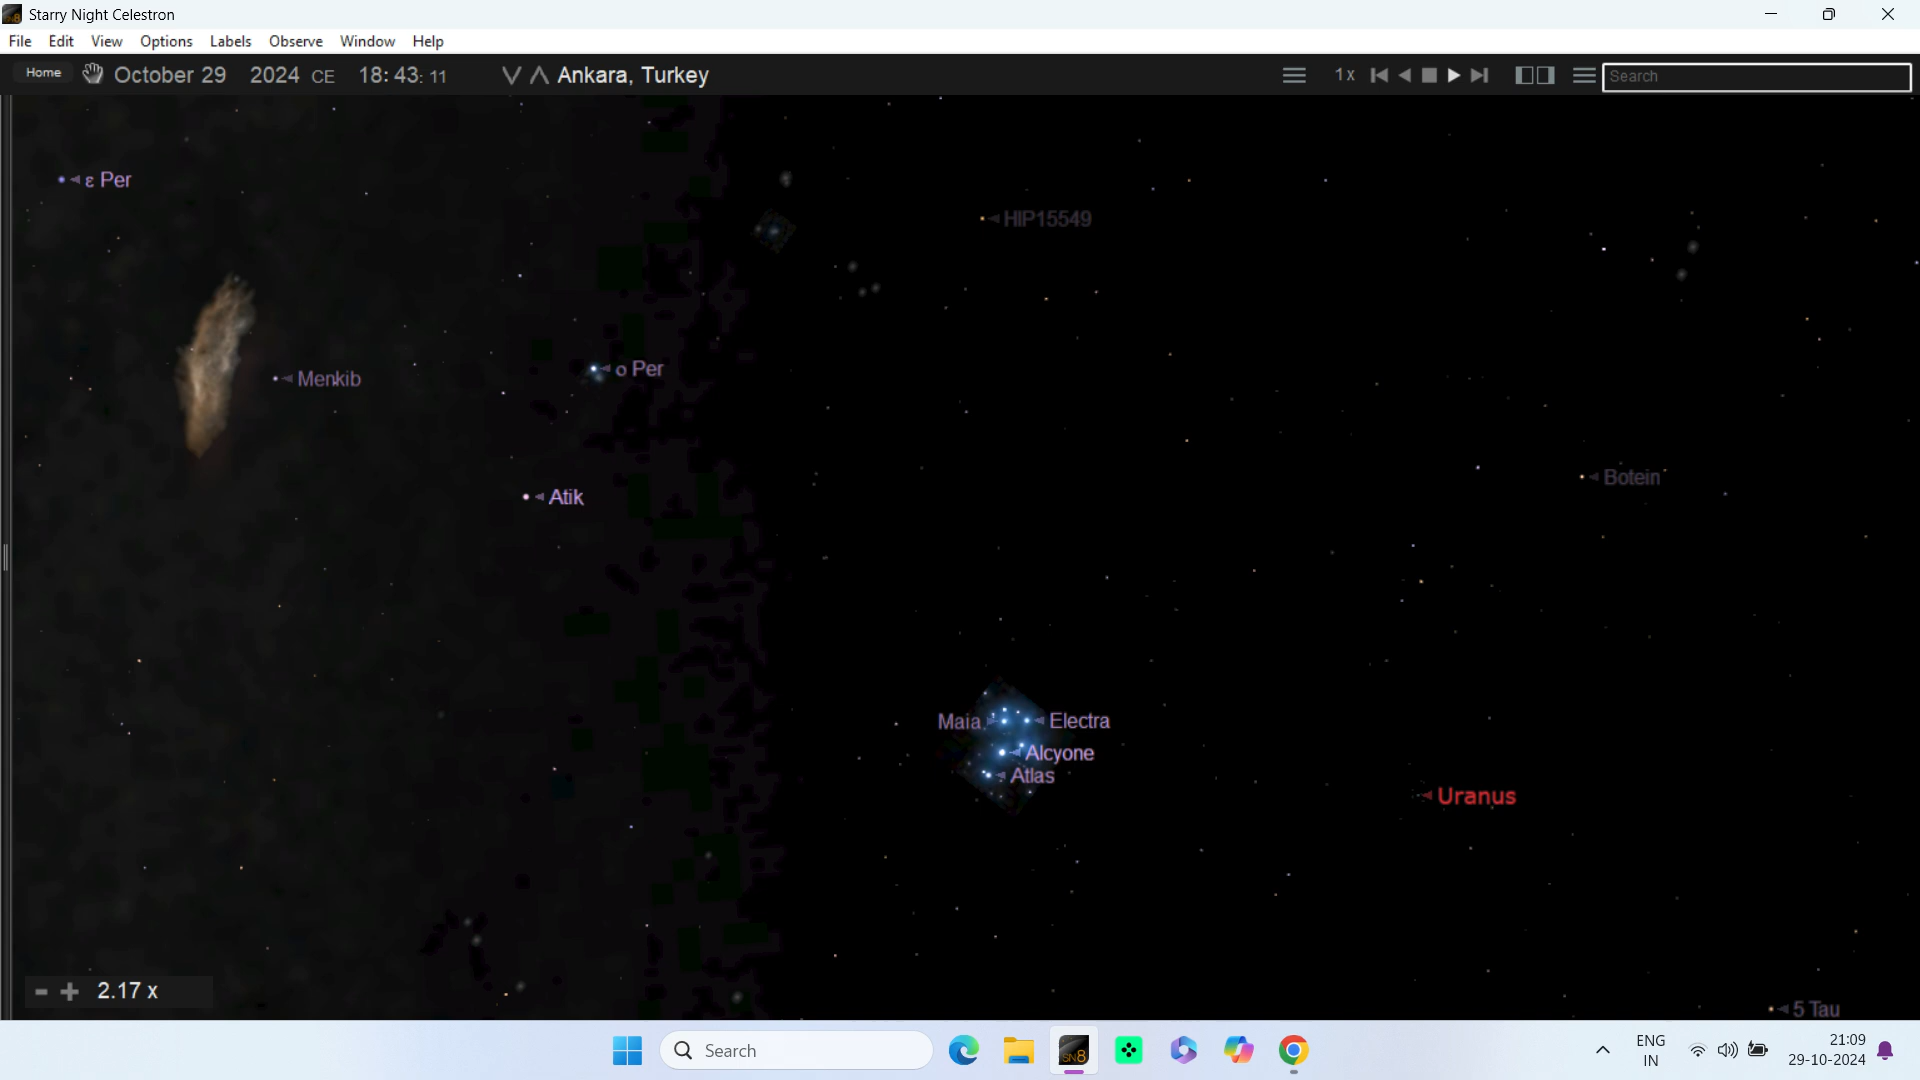 Starry Night Celestron
File Edit View Options Labels Observe Window Help
Home October 29 2024 CE 18:43:11 Ankara, Turkey 1x Search
ε Per
HIP15549
Menkib
ο Per
Botein
Atik
Maia Electra
Alcyone
Atlas
Uranus
2.17 x
5 Tau
Search
SN8
ENG
IN
21:09
29-10-2024